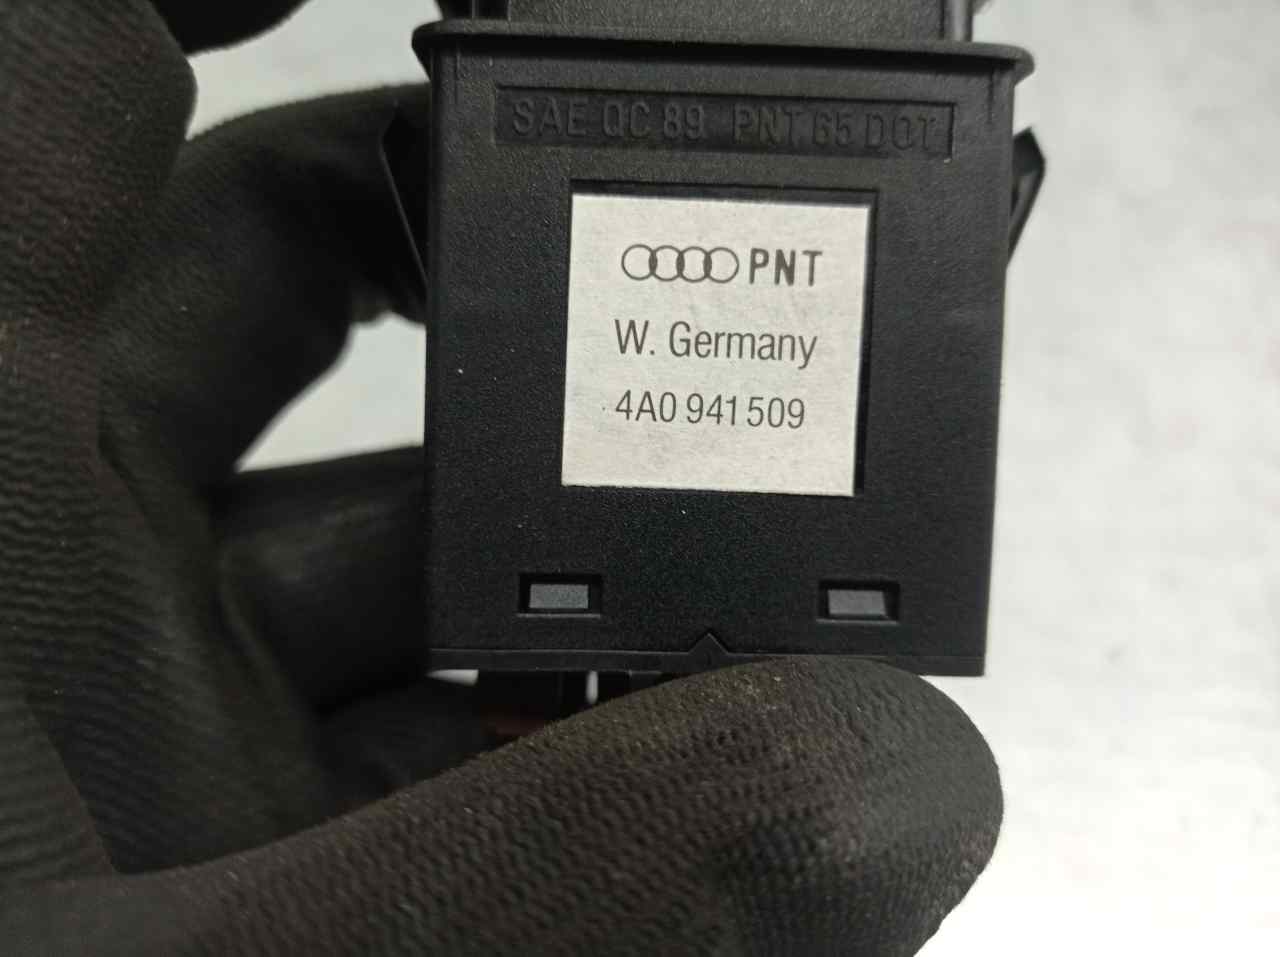 SAE QC 89 PNT 65 DOT
PNT
W. Germany
4A0 941 509